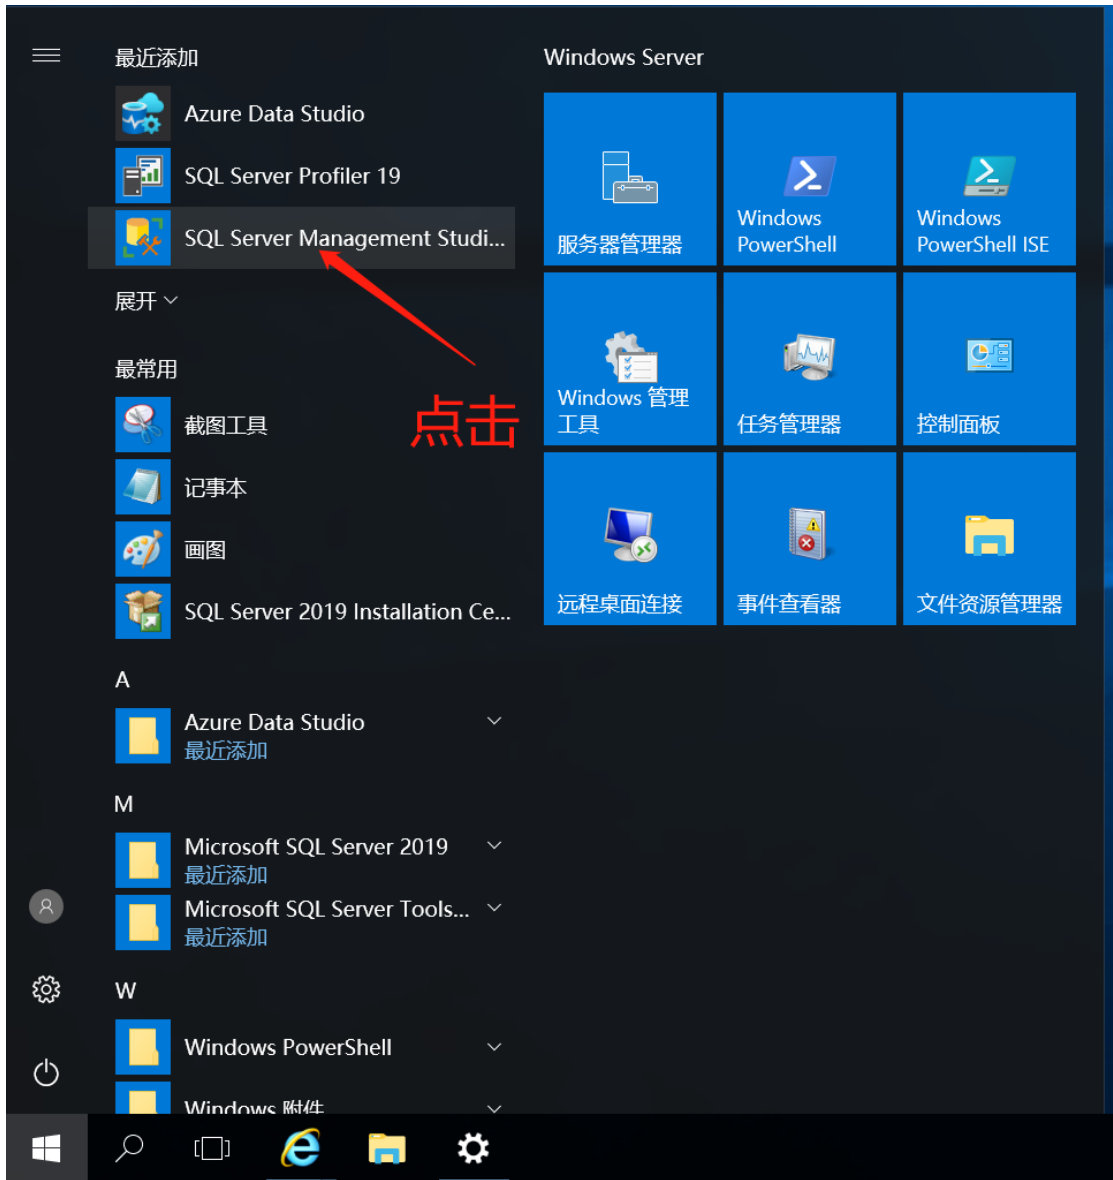 最近添加
Azure Data Studio
SQL Server Profiler 19
SQL Server Management Studi...
展开
最常用
截图工具
记事本
画图
SQL Server 2019 Installation Ce...
A
Azure Data Studio
最近添加
M
Microsoft SQL Server 2019
最近添加
Microsoft SQL Server Tools...
最近添加
W
Windows PowerShell
Windows 附件
点击
Windows Server
服务器管理器
Windows
PowerShell
Windows
PowerShell ISE
Windows 管理
工具
任务管理器
控制面板
远程桌面连接
事件查看器
文件资源管理器